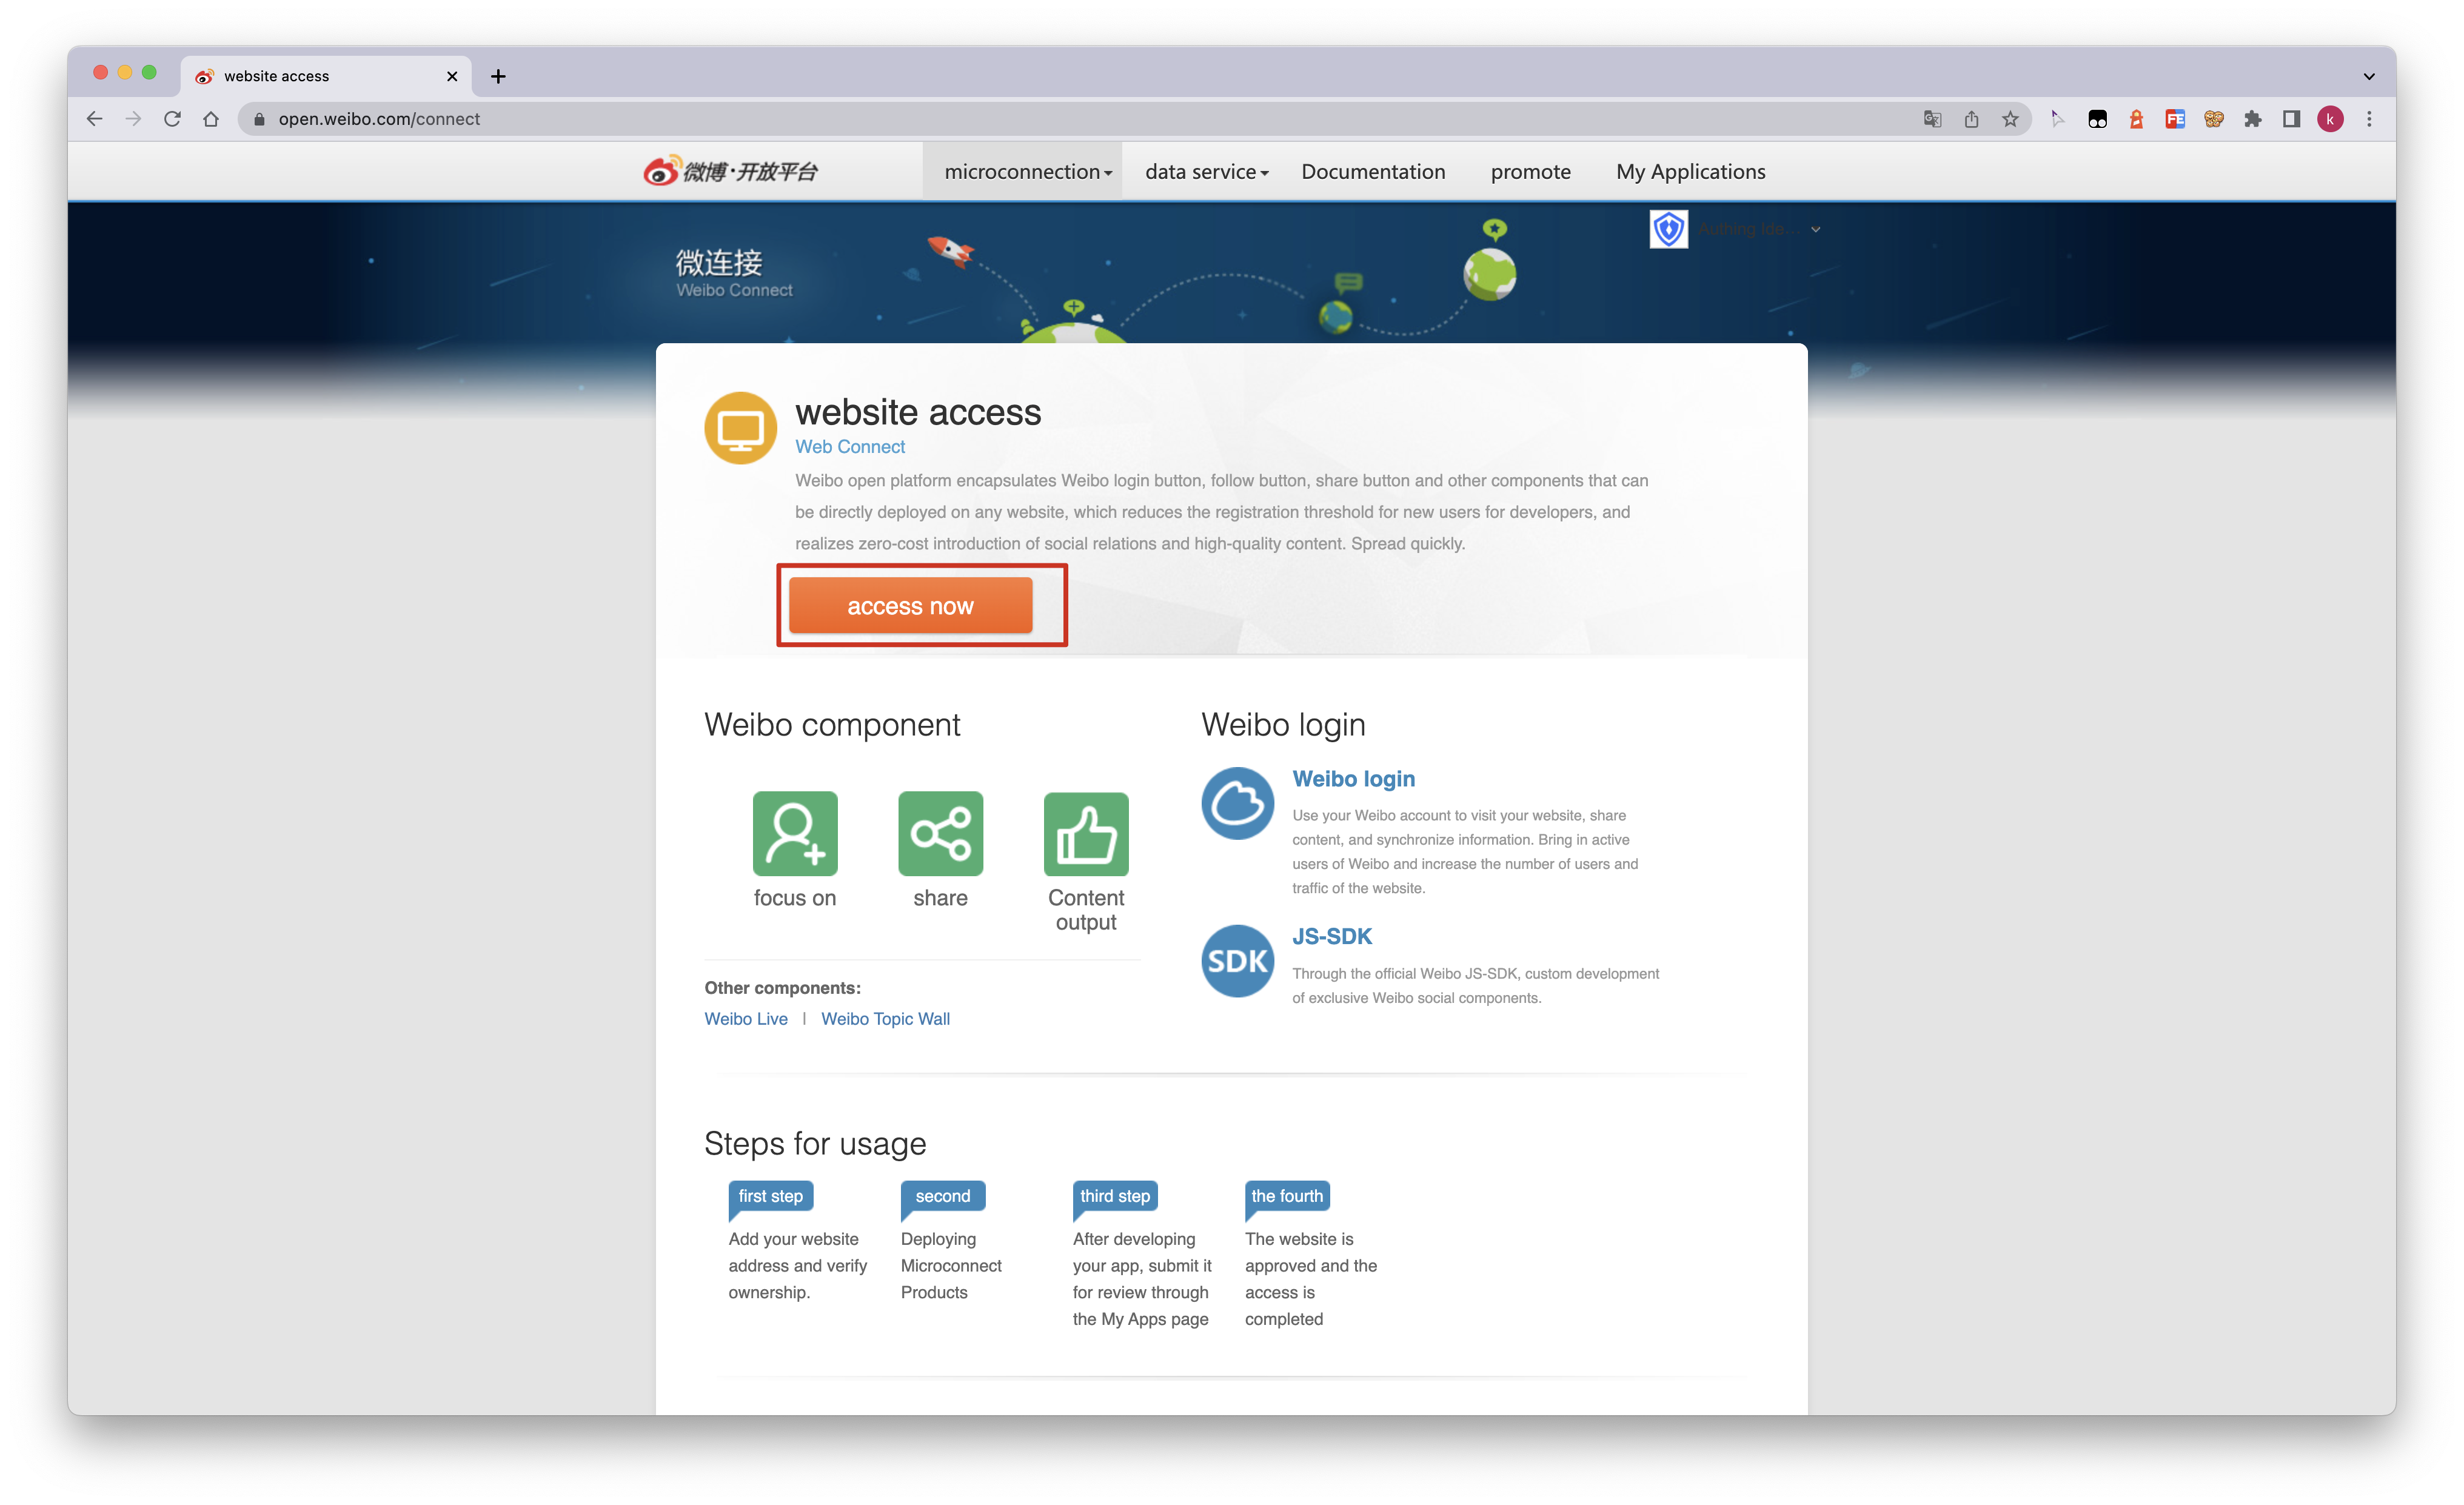 website access
open.weibo.com/connect
k
微博·开放平台
microconnection
data service
Documentation
promote
My Applications
微连接
Weibo Connect
Authing Ide...
website access
Web Connect
Weibo open platform encapsulates Weibo login button, follow button, share button and other components that can
be directly deployed on any website, which reduces the registration threshold for new users for developers, and
realizes zero-cost introduction of social relations and high-quality content. Spread quickly.
access now
Weibo component
focus on
share
Content
output
Other components:
Weibo Live | Weibo Topic Wall
Weibo login
Weibo login
Use your Weibo account to visit your website, share
content, and synchronize information. Bring in active
users of Weibo and increase the number of users and
traffic of the website.
SDK
JS-SDK
Through the official Weibo JS-SDK, custom development
of exclusive Weibo social components.
Steps for usage
first step
Add your website
address and verify
ownership.
second
Deploying
Microconnect
Products
third step
After developing
your app, submit it
for review through
the My Apps page
the fourth
The website is
approved and the
access is
completed